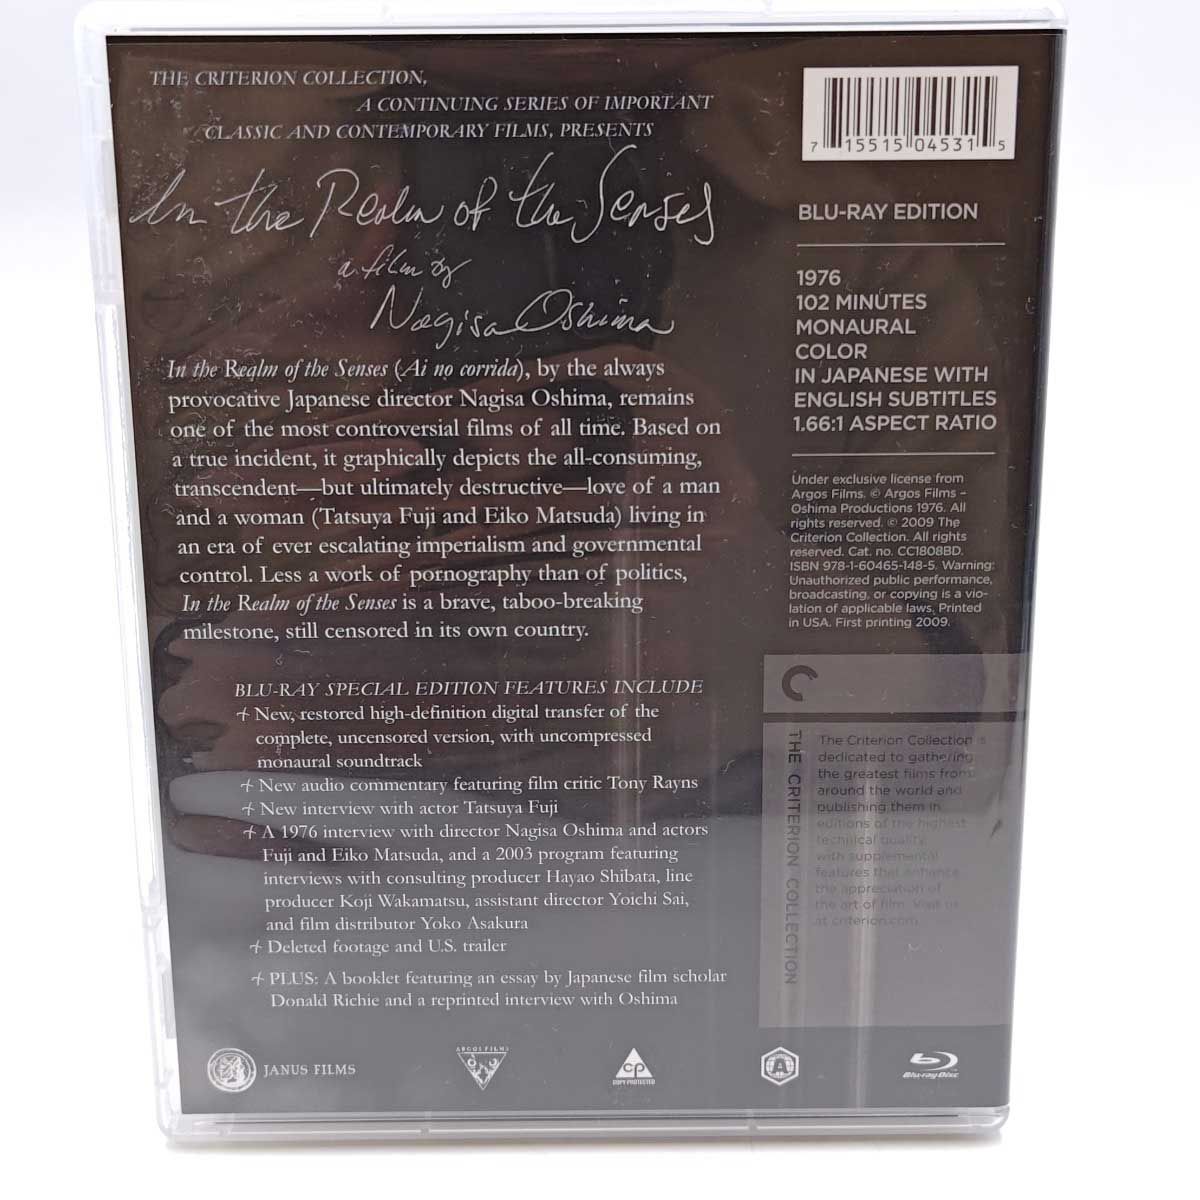 THE CRITERION COLLECTION,
A CONTINUING SERIES OF IMPORTANT
CLASSIC AND CONTEMPORARY FILMS, PRESENTS
In the Realm of the Senses
a film by
Nagisa Oshima
In the Realm of the Senses (Ai no corrida), by the always
provocative Japanese director Nagisa Oshima, remains
one of the most controversial films of all time. Based on
a true incident, it graphically depicts the all-consuming,
transcendent—but ultimately destructive—love of a man
and a woman (Tatsuya Fuji and Eiko Matsuda) living in
an era of ever escalating imperialism and governmental
control. Less a work of pornography than of politics,
In the Realm of the Senses is a brave, taboo-breaking
milestone, still censored in its own country.
BLU-RAY SPECIAL EDITION FEATURES INCLUDE
+ New, restored high-definition digital transfer of the
complete, uncensored version, with uncompressed
monaural soundtrack
+ New audio commentary featuring film critic Tony Rayns
+ New interview with actor Tatsuya Fuji
+ A 1976 interview with director Nagisa Oshima and actors
Fuji and Eiko Matsuda, and a 2003 program featuring
interviews with consulting producer Hayao Shibata, line
producer Koji Wakamatsu, assistant director Yoichi Sai,
and film distributor Yoko Asakura
+ Deleted footage and U.S. trailer
+ PLUS: A booklet featuring an essay by Japanese film scholar
Donald Richie and a reprinted interview with Oshima
7 15515 04531 5
BLU-RAY EDITION
1976
102 MINUTES
MONAURAL
COLOR
IN JAPANESE WITH
ENGLISH SUBTITLES
1.66:1 ASPECT RATIO
Under exclusive license from
Argos Films. © Argos Films –
Oshima Productions 1976. All
rights reserved. © 2009 The
Criterion Collection. All rights
reserved. Cat. no. CC1808BD.
ISBN 978-1-60465-148-5. Warning:
Unauthorized public performance,
broadcasting, or copying is a vio-
lation of applicable laws. Printed
in USA. First printing 2009.
THE CRITERION COLLECTION
The Criterion Collection is
dedicated to gathering
the greatest films from
around the world and
publishing them in
editions of the highest
technical quality,
with supplemental
features that enhance
the appreciation of
the art of film. Visit us
at criterion.com.
JANUS FILMS
ARGOS FILMS
CP
COPY PROTECTED
A
Blu-ray Disc